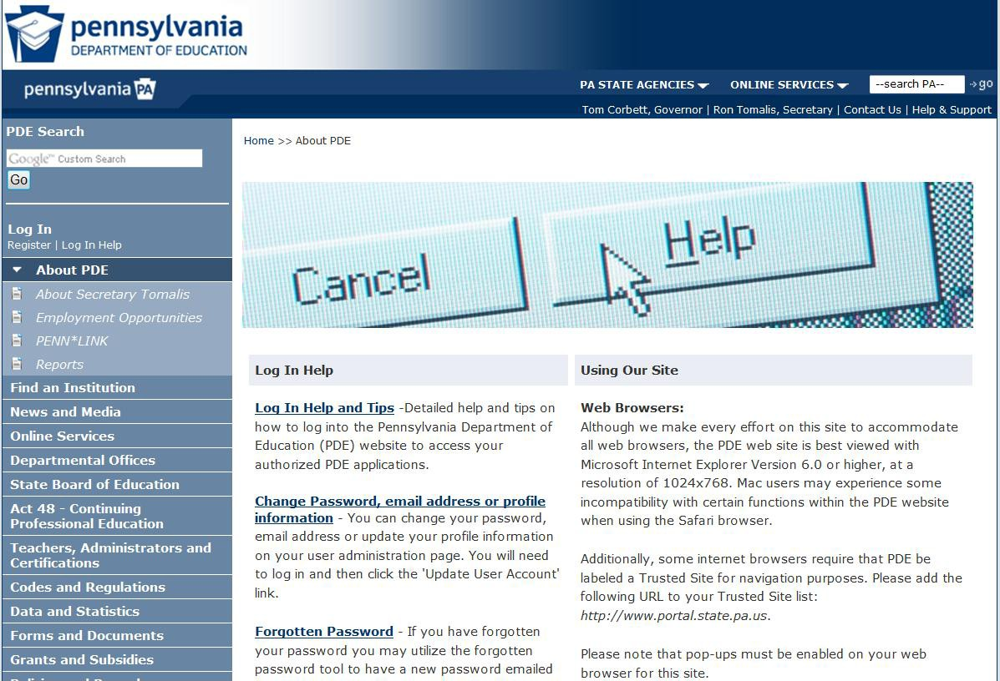 pennsylvania
DEPARTMENT OF EDUCATION
pennsylvania PA
PA STATE AGENCIES
ONLINE SERVICES
--search PA--
go
Tom Corbett, Governor | Ron Tomalis, Secretary | Contact Us | Help & Support
PDE Search
Google™ Custom Search
Go
Log In
Register | Log In Help
About PDE
About Secretary Tomalis
Employment Opportunities
PENN*LINK
Reports
Find an Institution
News and Media
Online Services
Departmental Offices
State Board of Education
Act 48 - Continuing
Professional Education
Teachers, Administrators and
Certifications
Codes and Regulations
Data and Statistics
Forms and Documents
Grants and Subsidies
Home >> About PDE
Cancel
Help
Log In Help
Log In Help and Tips -Detailed help and tips on
how to log into the Pennsylvania Department of
Education (PDE) website to access your
authorized PDE applications.
Change Password, email address or profile
information - You can change your password,
email address or update your profile information
on your user administration page. You will need
to log in and then click the 'Update User Account'
link.
Forgotten Password - If you have forgotten
your password you may utilize the forgotten
password tool to have a new password emailed
Using Our Site
Web Browsers:
Although we make every effort on this site to accommodate
all web browsers, the PDE web site is best viewed with
Microsoft Internet Explorer Version 6.0 or higher, at a
resolution of 1024x768. Mac users may experience some
incompatibility with certain functions within the PDE website
when using the Safari browser.
Additionally, some internet browsers require that PDE be
labeled a Trusted Site for navigation purposes. Please add the
following URL to your Trusted Site list:
http://www.portal.state.pa.us.
Please note that pop-ups must be enabled on your web
browser for this site.